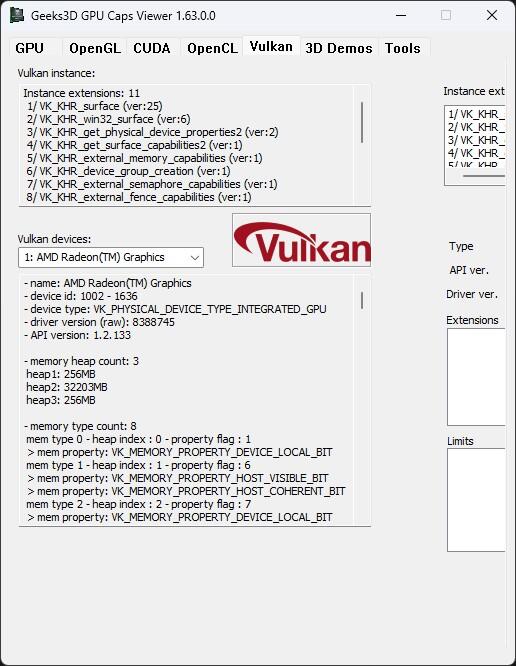 Geeks3D GPU Caps Viewer 1.63.0.0
GPU OpenGL CUDA OpenCL Vulkan 3D Demos Tools
Vulkan instance:
Instance extensions: 11
1/ VK_KHR_surface (ver:25)
2/ VK_KHR_win32_surface (ver:6)
3/ VK_KHR_get_physical_device_properties2 (ver:2)
4/ VK_KHR_get_surface_capabilities2 (ver:1)
5/ VK_KHR_external_memory_capabilities (ver:1)
6/ VK_KHR_device_group_creation (ver:1)
7/ VK_KHR_external_semaphore_capabilities (ver:1)
8/ VK_KHR_external_fence_capabilities (ver:1)
Vulkan devices:
1: AMD Radeon(TM) Graphics
Vulkan
- name: AMD Radeon(TM) Graphics
- device id: 1002 - 1636
- device type: VK_PHYSICAL_DEVICE_TYPE_INTEGRATED_GPU
- driver version (raw): 8388745
- API version: 1.2.133
- memory heap count: 3
heap1: 256MB
heap2: 32203MB
heap3: 256MB
- memory type count: 8
mem type 0 - heap index : 0 - property flag : 1
> mem property: VK_MEMORY_PROPERTY_DEVICE_LOCAL_BIT
mem type 1 - heap index : 1 - property flag : 6
> mem property: VK_MEMORY_PROPERTY_HOST_VISIBLE_BIT
> mem property: VK_MEMORY_PROPERTY_HOST_COHERENT_BIT
mem type 2 - heap index : 2 - property flag : 7
> mem property: VK_MEMORY_PROPERTY_DEVICE_LOCAL_BIT
Instance ext
1/ VK_KHR_
2/ VK_KHR_
3/ VK_KHR_
4/ VK_KHR_
5/ VK_KHR
Type
API ver.
Driver ver.
Extensions
Limits